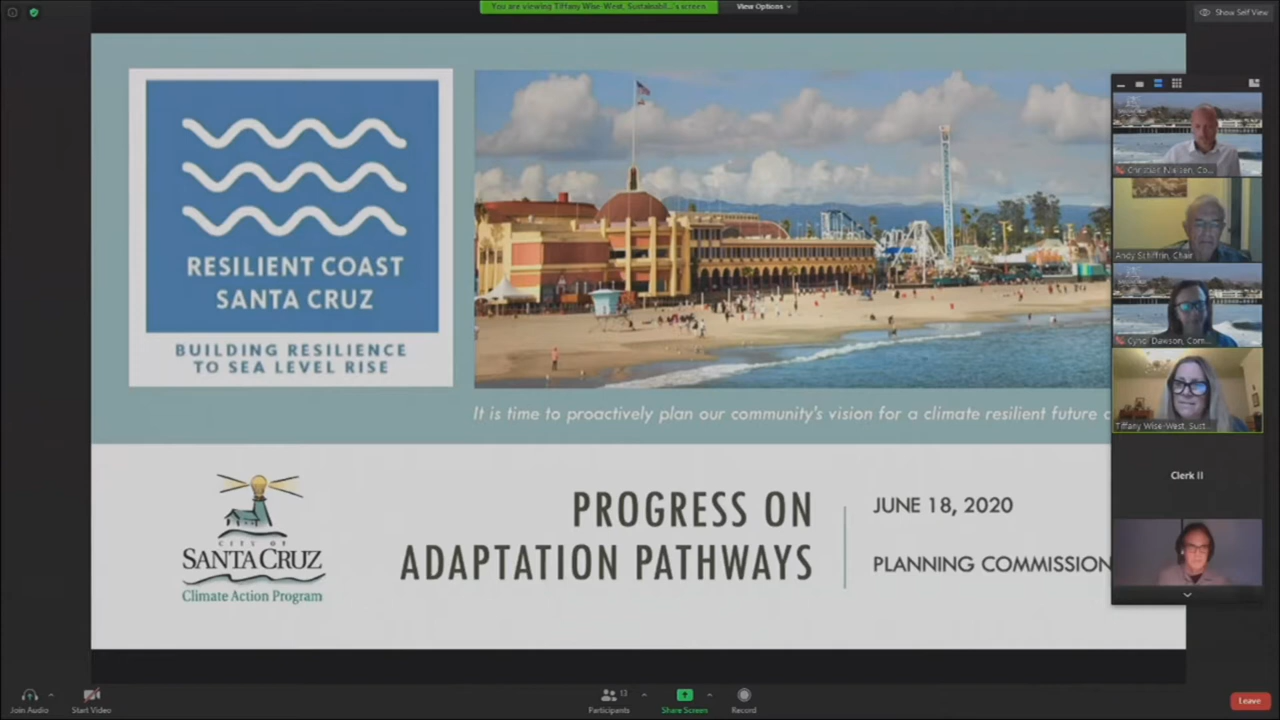 You are viewing Tiffany Wise-West, Sustainabil...'s screen
View Options
Show Self View
RESILIENT COAST
SANTA CRUZ
BUILDING RESILIENCE
TO SEA LEVEL RISE
It is time to proactively plan our community's vision for a climate resilient future
CITY OF
SANTA CRUZ
Climate Action Program
PROGRESS ON
ADAPTATION PATHWAYS
JUNE 18, 2020
PLANNING COMMISSION
Christian Nielsen, Co...
Andy Schiffrin, Chair
Cyndi Dawson, Com...
Tiffany Wise-West, Sust...
Clerk II
Join Audio
Start Video
Participants
13
Share Screen
Record
Leave